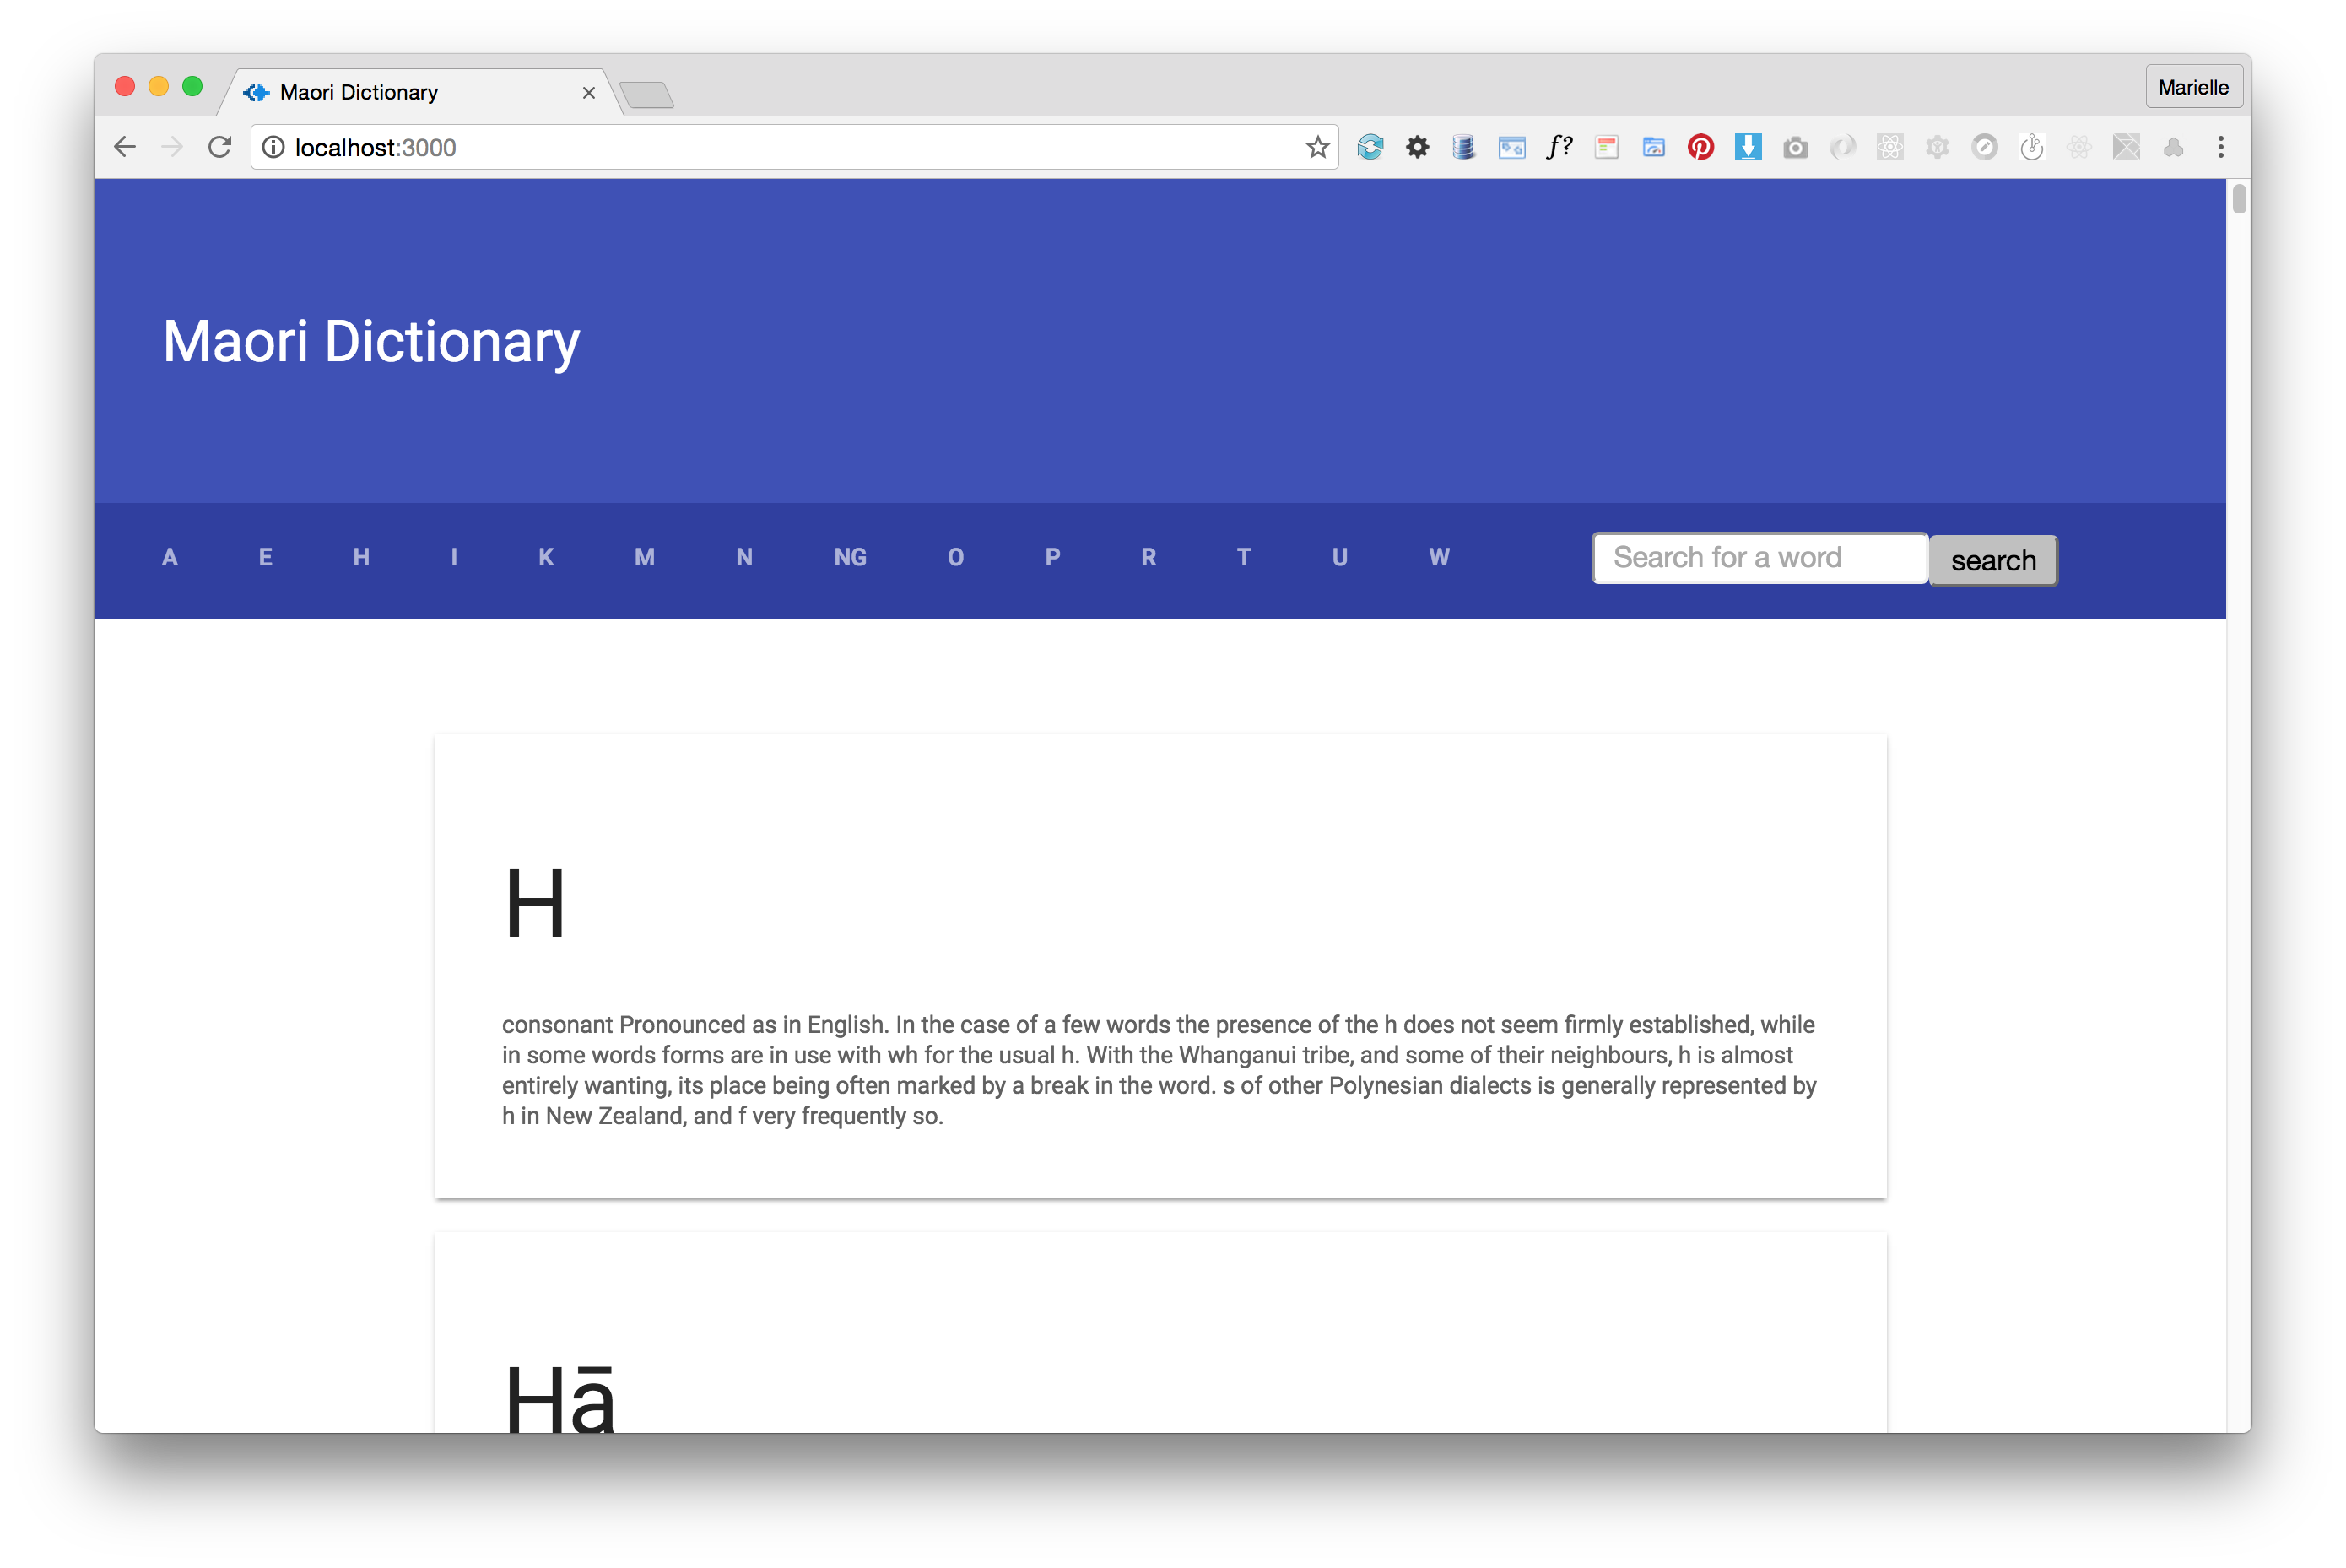 Maori Dictionary
Marielle
localhost:3000
f?
Maori Dictionary
A E H I K M N NG O P R T U W
Search for a word search
H
consonant Pronounced as in English. In the case of a few words the presence of the h does not seem firmly established, while
in some words forms are in use with wh for the usual h. With the Whanganui tribe, and some of their neighbours, h is almost
entirely wanting, its place being often marked by a break in the word. s of other Polynesian dialects is generally represented by
h in New Zealand, and f very frequently so.
Hā